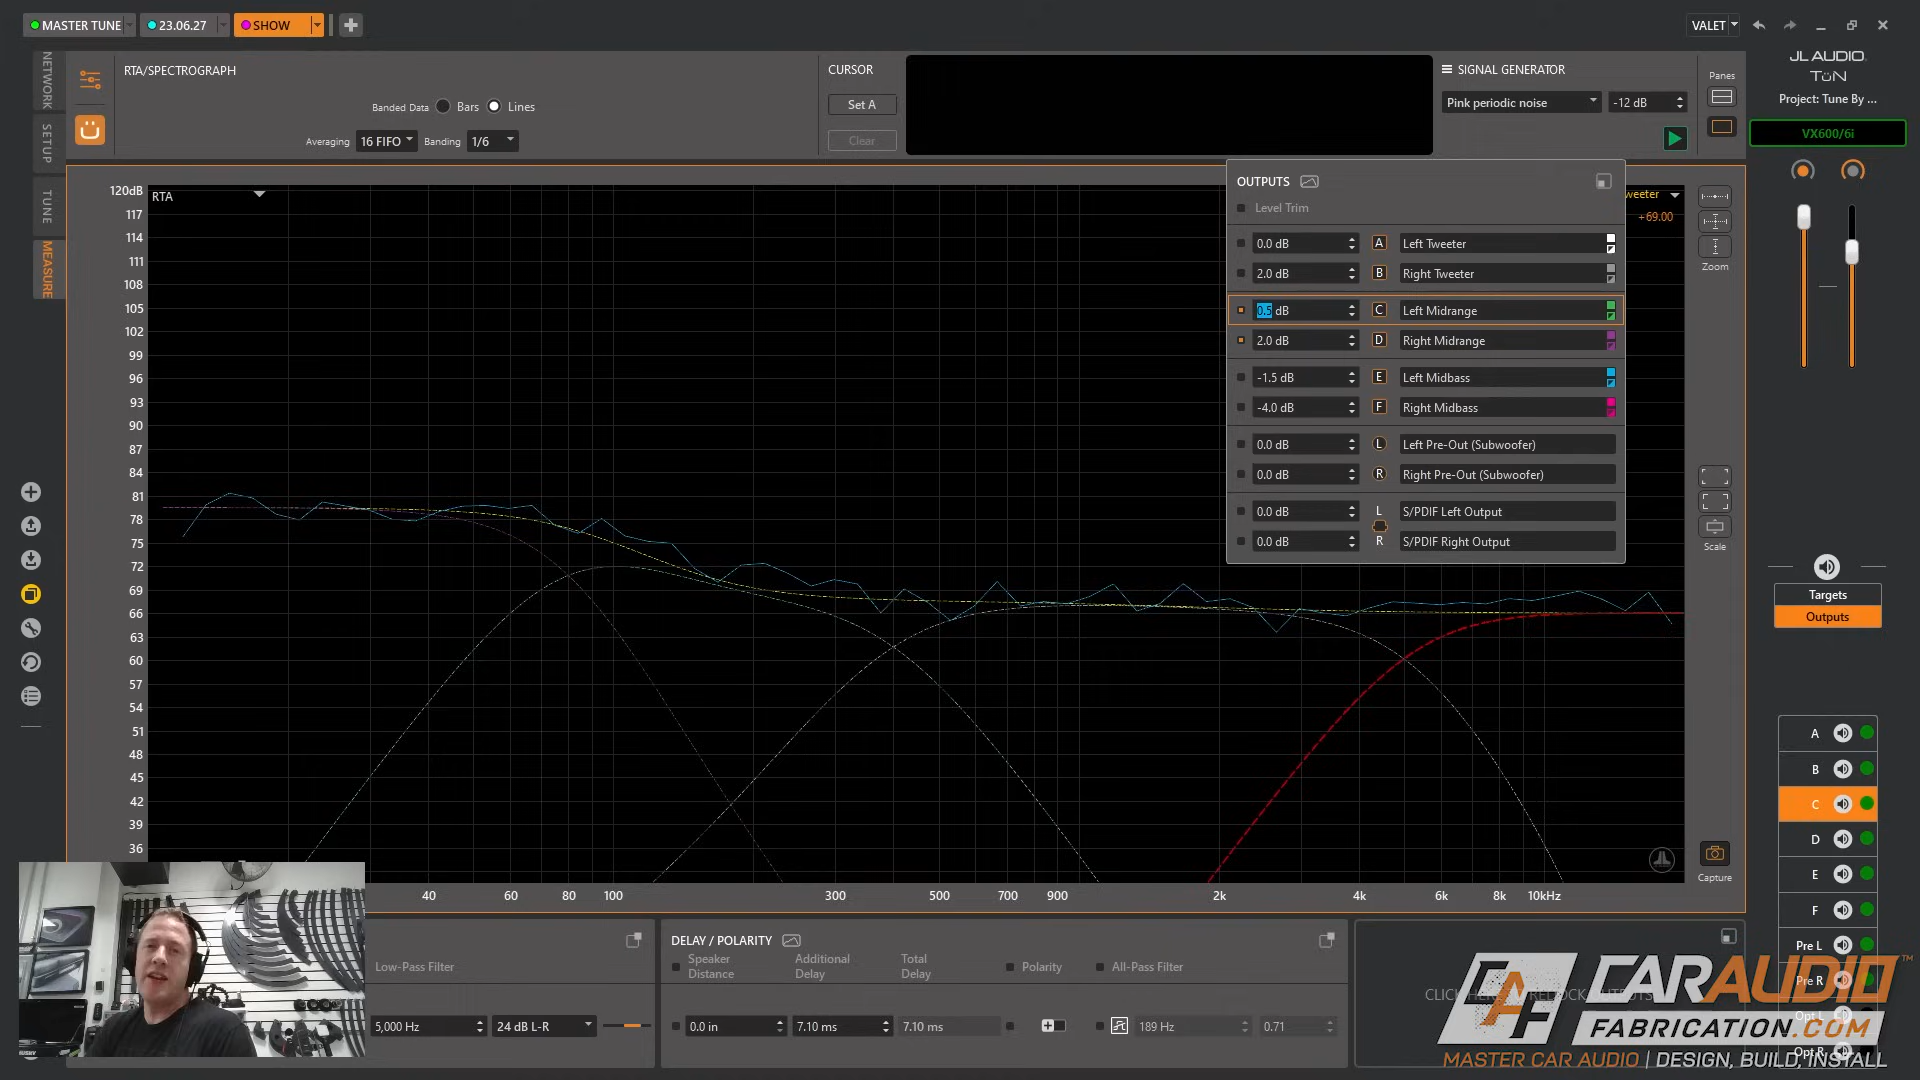 MASTER TUNE
23.06.27
SHOW
VALET
NETWORK
SETUP
TUNE
MEASURE
RTA/SPECTROGRAPH
Banded Data Bars Lines
Averaging 16 FIFO Banding 1/6
CURSOR
Set A
Clear
SIGNAL GENERATOR
Pink periodic noise -12 dB
Panes
JL AUDIO
TüN
Project: Tune By ...
VX600/6i
120dB
117
114
111
108
105
102
99
96
93
90
87
84
81
78
75
72
69
66
63
60
57
54
51
48
45
42
39
36
RTA
weeter
+69.00
OUTPUTS
Level Trim
0.0 dB A Left Tweeter
2.0 dB B Right Tweeter
0.5 dB C Left Midrange
2.0 dB D Right Midrange
-1.5 dB E Left Midbass
-4.0 dB F Right Midbass
0.0 dB L Left Pre-Out (Subwoofer)
0.0 dB R Right Pre-Out (Subwoofer)
0.0 dB L S/PDIF Left Output
0.0 dB R S/PDIF Right Output
Zoom
Scale
Capture
Targets
Outputs
40 60 80 100 300 500 700 900 2k 4k 6k 8k 10kHz
A
B
C
D
E
F
Pre L
Pre R
Opt L
Opt R
Low-Pass Filter
5,000 Hz 24 dB L-R
DELAY / POLARITY
Speaker Distance
Additional Delay
Total Delay
Polarity
All-Pass Filter
0.0 in 7.10 ms 7.10 ms 189 Hz 0.71
CAF
CARAUDIO™
FABRICATION.COM
MASTER CAR AUDIO | DESIGN, BUILD, INSTALL